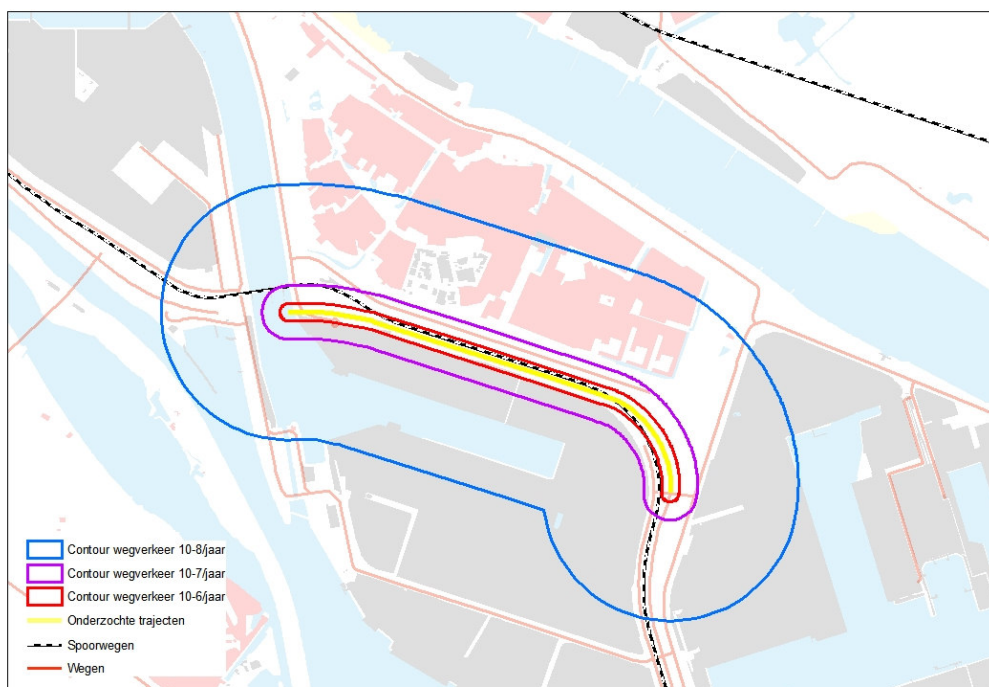 Contour wegverkeer 10-8/jaar
Contour wegverkeer 10-7/jaar
Contour wegverkeer 10-6/jaar
Onderzochte trajecten
Spoorwegen
Wegen